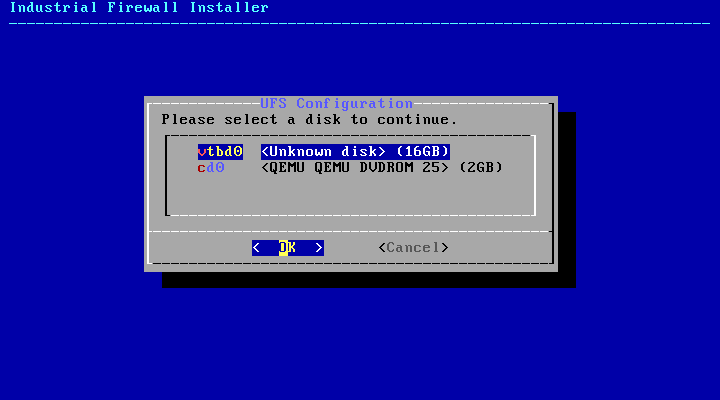 Industrial Firewall Installer
UFS Configuration
Please select a disk to continue.
vtbd0 <Unknown disk> (16GB)
cd0 <QEMU QEMU DVDROM 25> (2GB)
< OK > <Cancel>